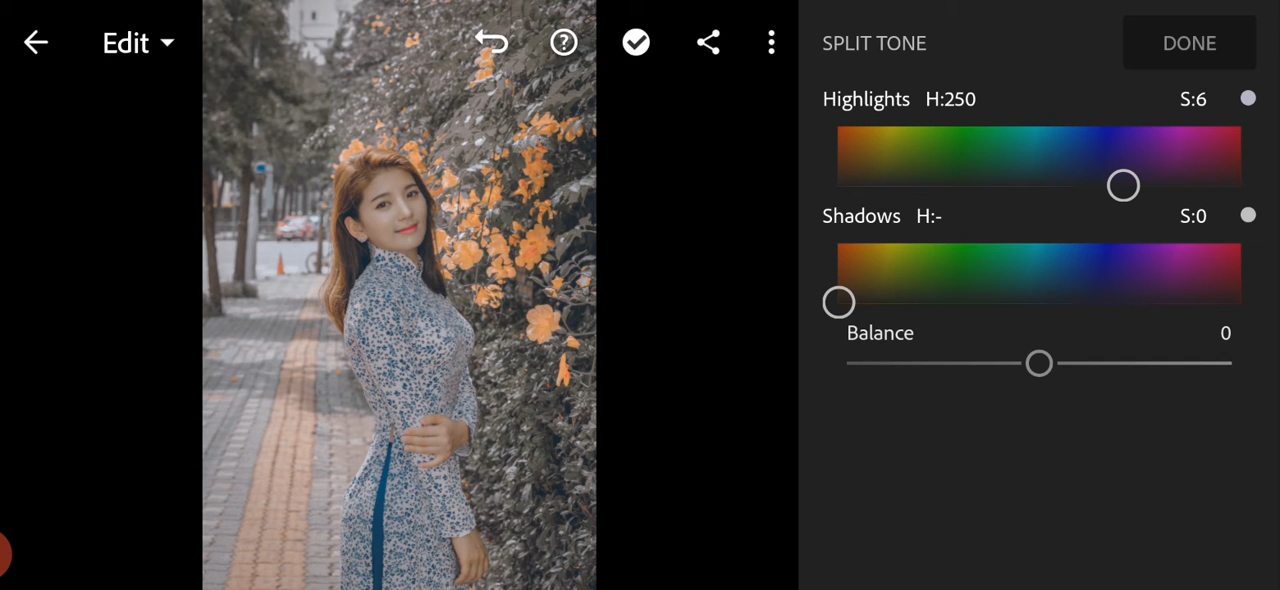 Edit
SPLIT TONE
DONE
Highlights H:250 S:6
Shadows H:- S:0
Balance 0